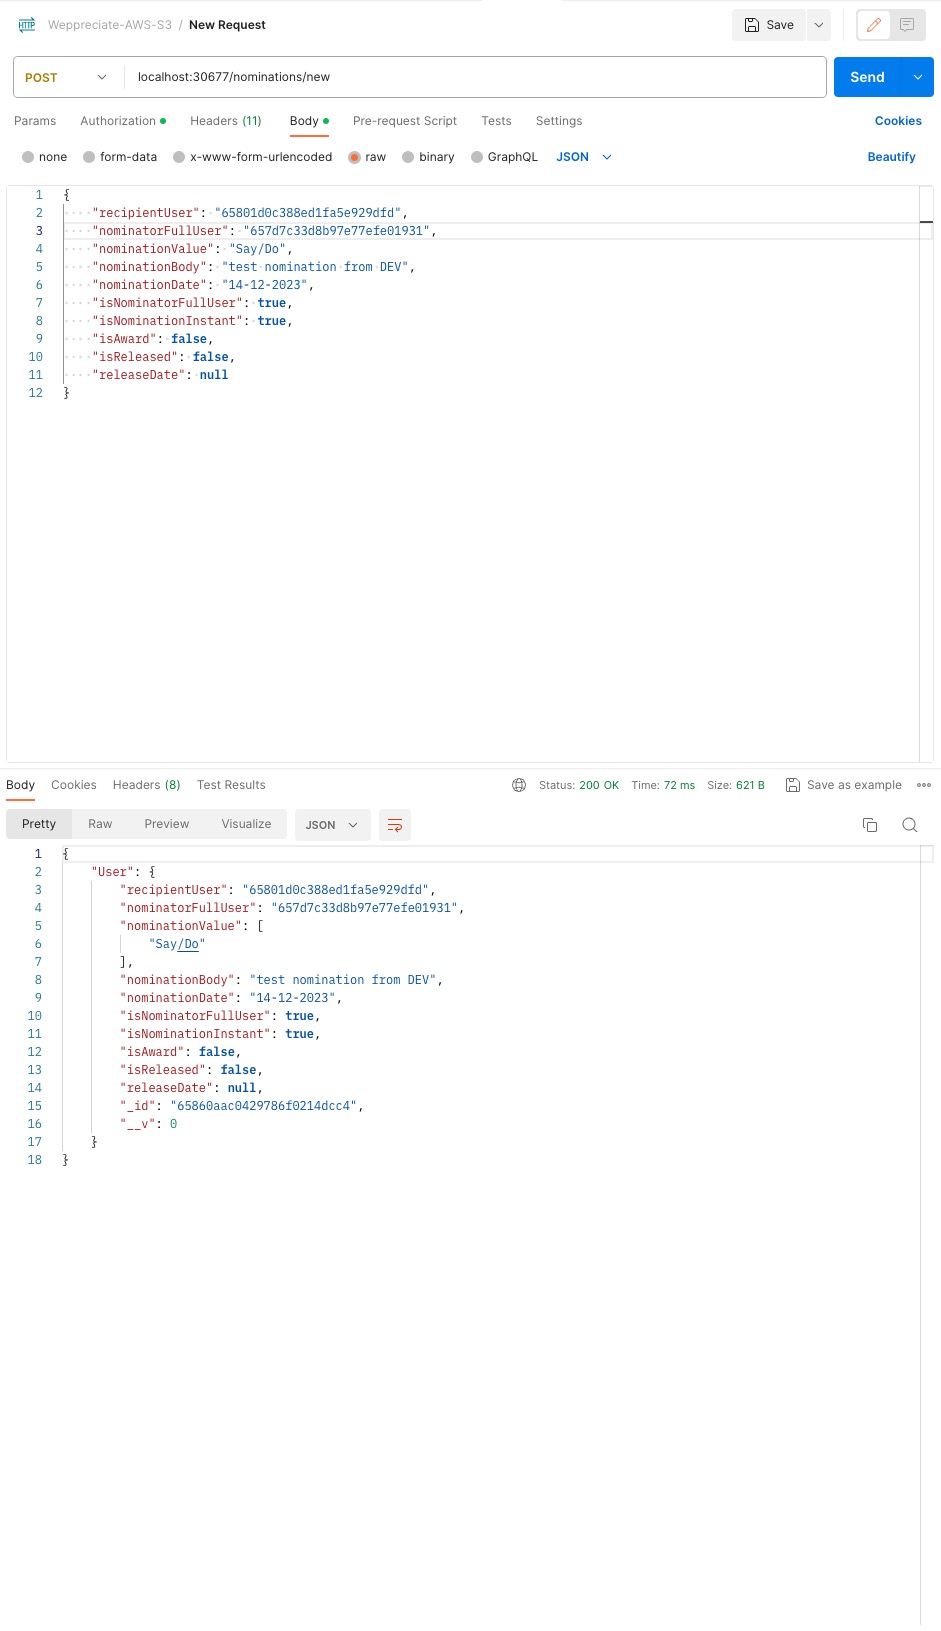 HTTP Weppreciate-AWS-S3 / New Request Save
POST localhost:30677/nominations/new Send
Params Authorization Headers (11) Body Pre-request Script Tests Settings Cookies
none form-data x-www-form-urlencoded raw binary GraphQL JSON Beautify
1 {
2 "recipientUser": "65801d0c388ed1fa5e929dfd",
3 "nominatorFullUser": "657d7c33d8b97e77efe01931",
4 "nominationValue": "Say/Do",
5 "nominationBody": "test nomination from DEV",
6 "nominationDate": "14-12-2023",
7 "isNominatorFullUser": true,
8 "isNominationInstant": true,
9 "isAward": false,
10 "isReleased": false,
11 "releaseDate": null
12 }
Body Cookies Headers (8) Test Results Status: 200 OK Time: 72 ms Size: 621 B Save as example
Pretty Raw Preview Visualize JSON
1 {
2 "User": {
3 "recipientUser": "65801d0c388ed1fa5e929dfd",
4 "nominatorFullUser": "657d7c33d8b97e77efe01931",
5 "nominationValue": [
6 "Say/Do"
7 ],
8 "nominationBody": "test nomination from DEV",
9 "nominationDate": "14-12-2023",
10 "isNominatorFullUser": true,
11 "isNominationInstant": true,
12 "isAward": false,
13 "isReleased": false,
14 "releaseDate": null,
15 "_id": "65860aac0429786f0214dcc4",
16 "__v": 0
17 }
18 }